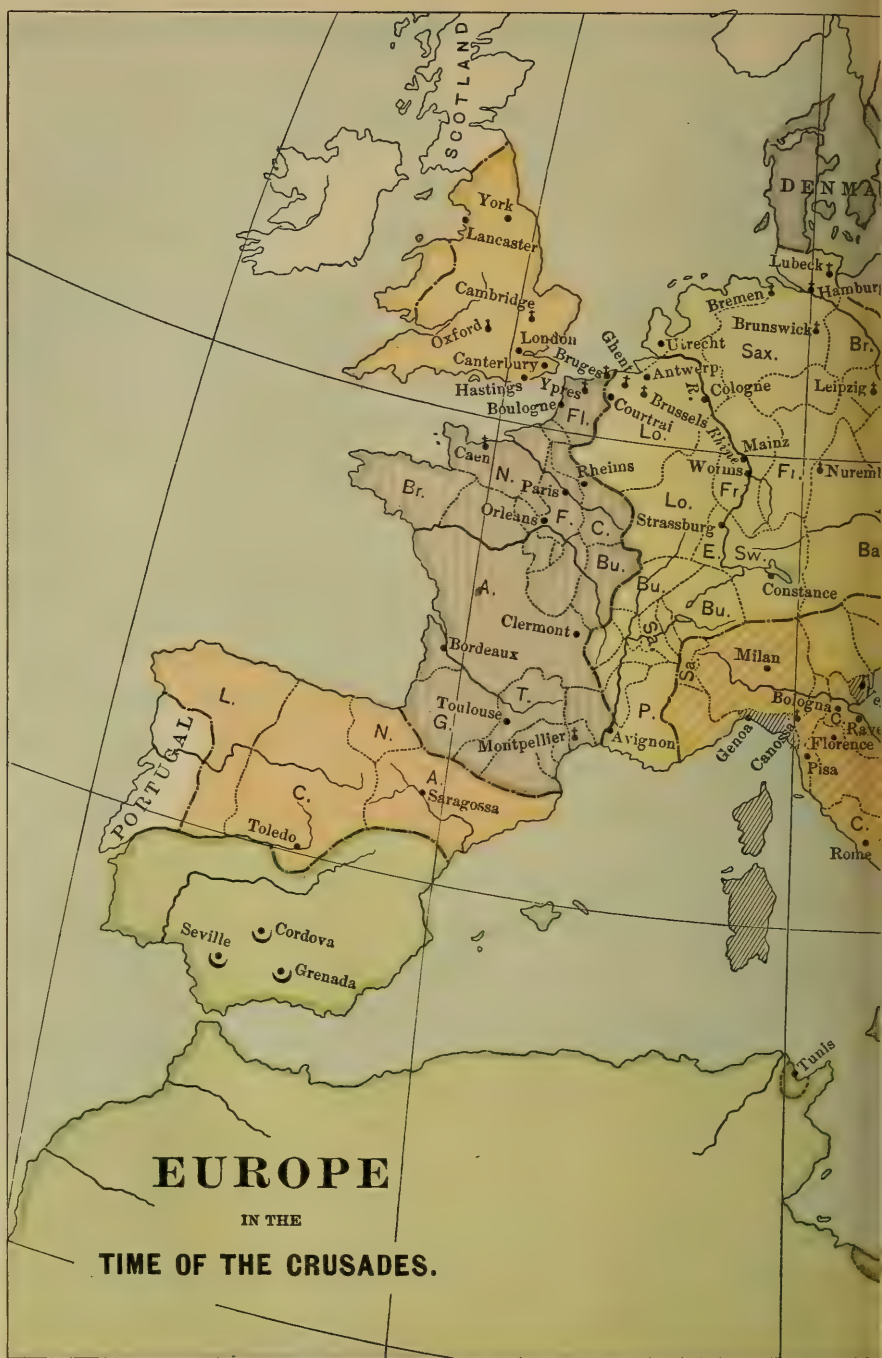 SCOTLAND
York
Lancaster
DENMA
Lubeck
Hamburg
Cambridge
Bremen
Oxford
London
Brunswick
Br.
Utrecht
Sax.
Canterbury
Bruges
Ghent
Antwerp
R.
Hastings
Ypres
Cologne
Leipzig
Boulogne
Fl.
Courtrai
Brussels
Rhine
Lo.
Mainz
Caen
N.
Rheims
Worms
Fr.
Nuremb
Br.
Paris
Lo.
Fr.
Orleans
F.
C.
Strassburg
E.
Sw.
Ba
Bu.
Constance
A.
Bu.
Bu.
Clermont
Sa.
Sa.
Milan
Bordeaux
T.
Bologna
L.
Toulouse
P.
C.
Rave
N.
G.
Genoa
Canossa
Florence
PORTUGAL
Montpellier
Avignon
Pisa
A.
C.
Saragossa
C.
Toledo
Rome
Seville
Cordova
Grenada
Tunis
EUROPE
IN THE
TIME OF THE CRUSADES.